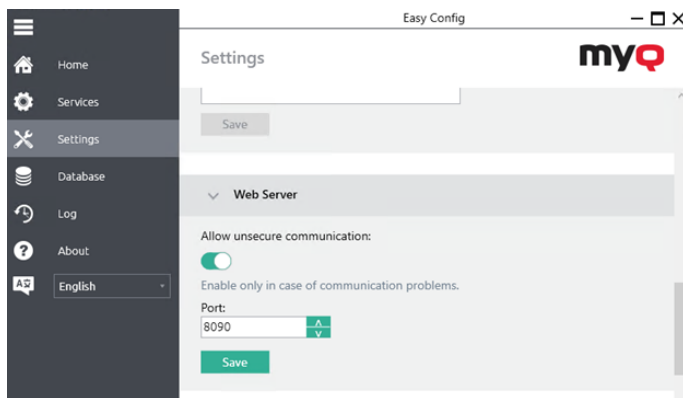 Easy Config
Home
Services
Settings
Database
Log
About
English
Settings
myQ
Save
Web Server
Allow unsecure communication:
Enable only in case of communication problems.
Port:
8090
Save